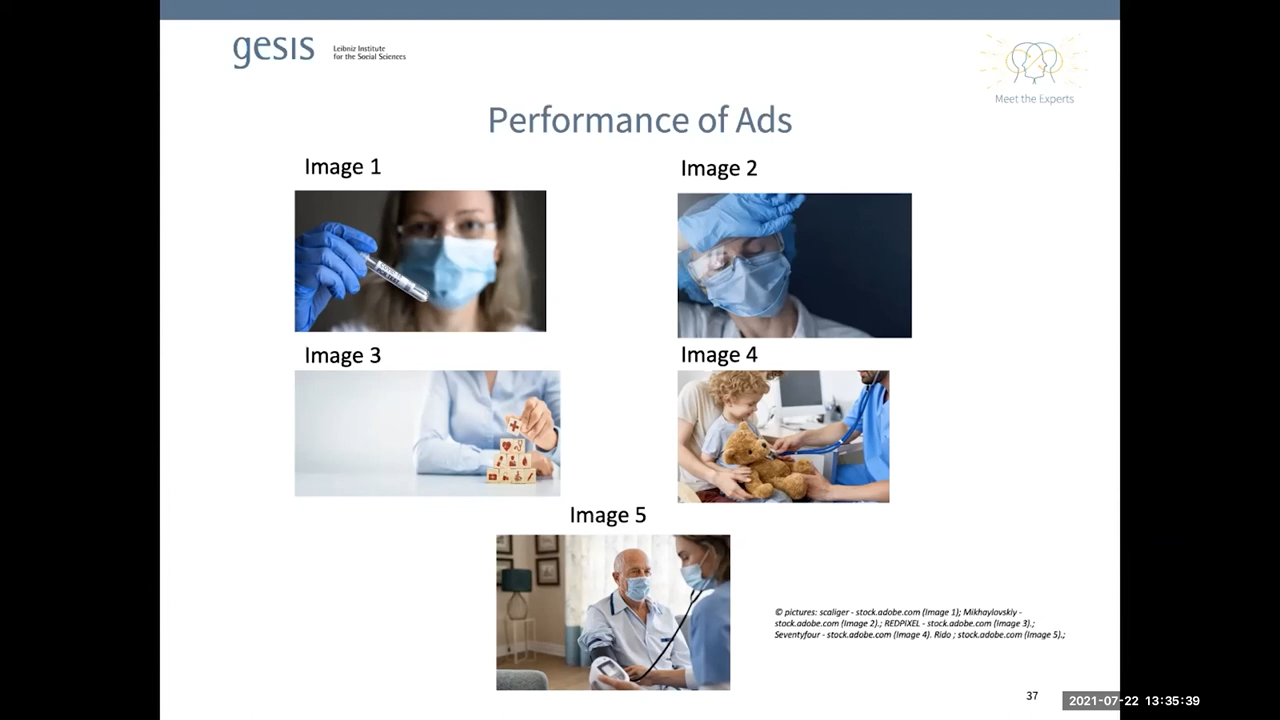 gesis
Leibniz Institute
for the Social Sciences
Meet the Experts
Performance of Ads
Image 1
Image 2
Image 3
Image 4
Image 5
© pictures: scaliger - stock.adobe.com (Image 1); Mikhaylovskiy -
stock.adobe.com (Image 2).; REDPIXEL - stock.adobe.com (Image 3).;
Seventyfour - stock.adobe.com (Image 4). Rido ; stock.adobe.com (Image 5).;
37
2021-07-22 13:35:39